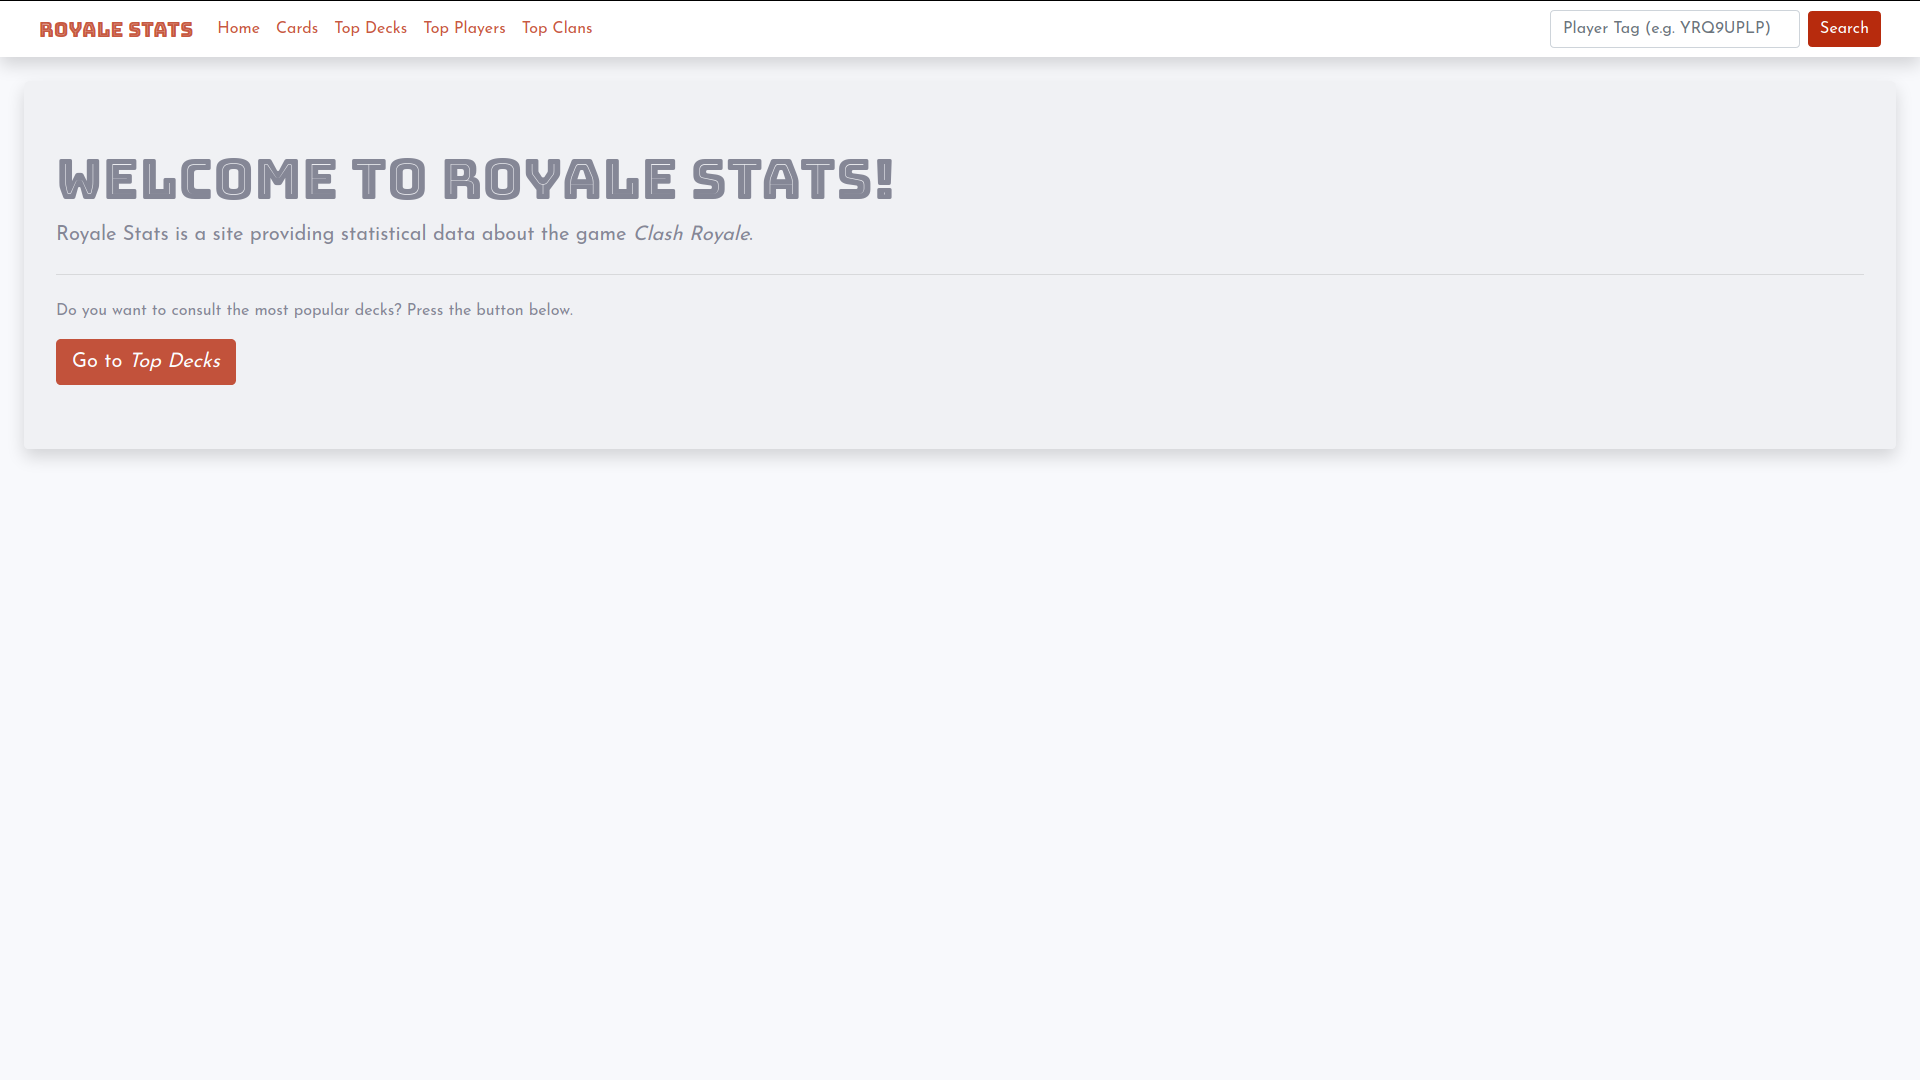 ROYALE STATS Home Cards Top Decks Top Players Top Clans Player Tag (e.g. YRQ9UPLP) Search
WELCOME TO ROYALE STATS!
Royale Stats is a site providing statistical data about the game Clash Royale.
Do you want to consult the most popular decks? Press the button below.
Go to Top Decks